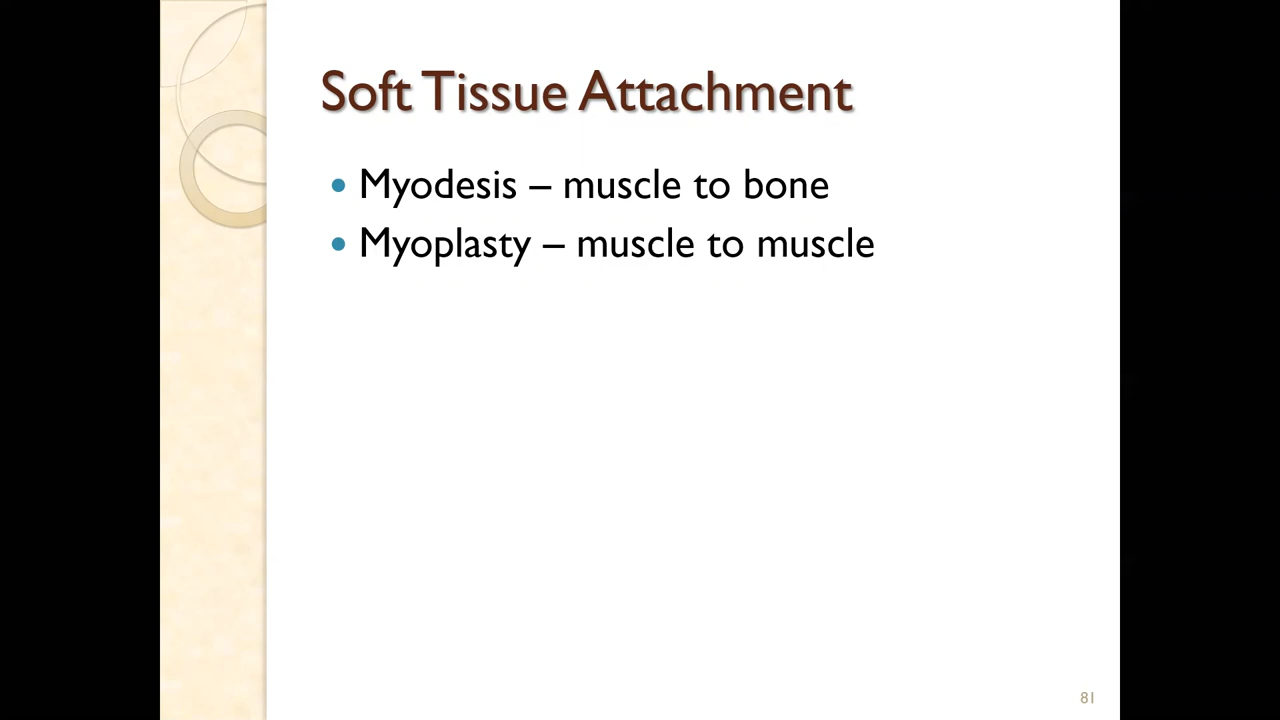 Soft Tissue Attachment
• Myodesis – muscle to bone
• Myoplasty – muscle to muscle
81